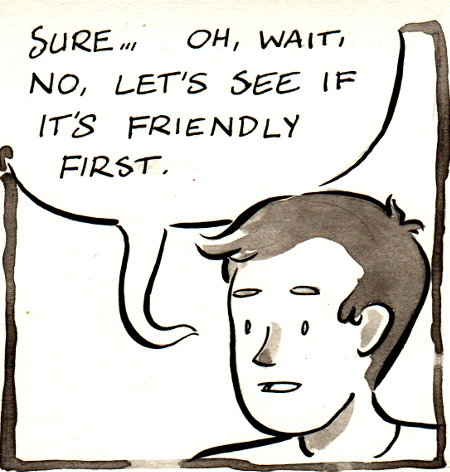 SURE... OH, WAIT,
NO, LET'S SEE IF
IT'S FRIENDLY
FIRST.